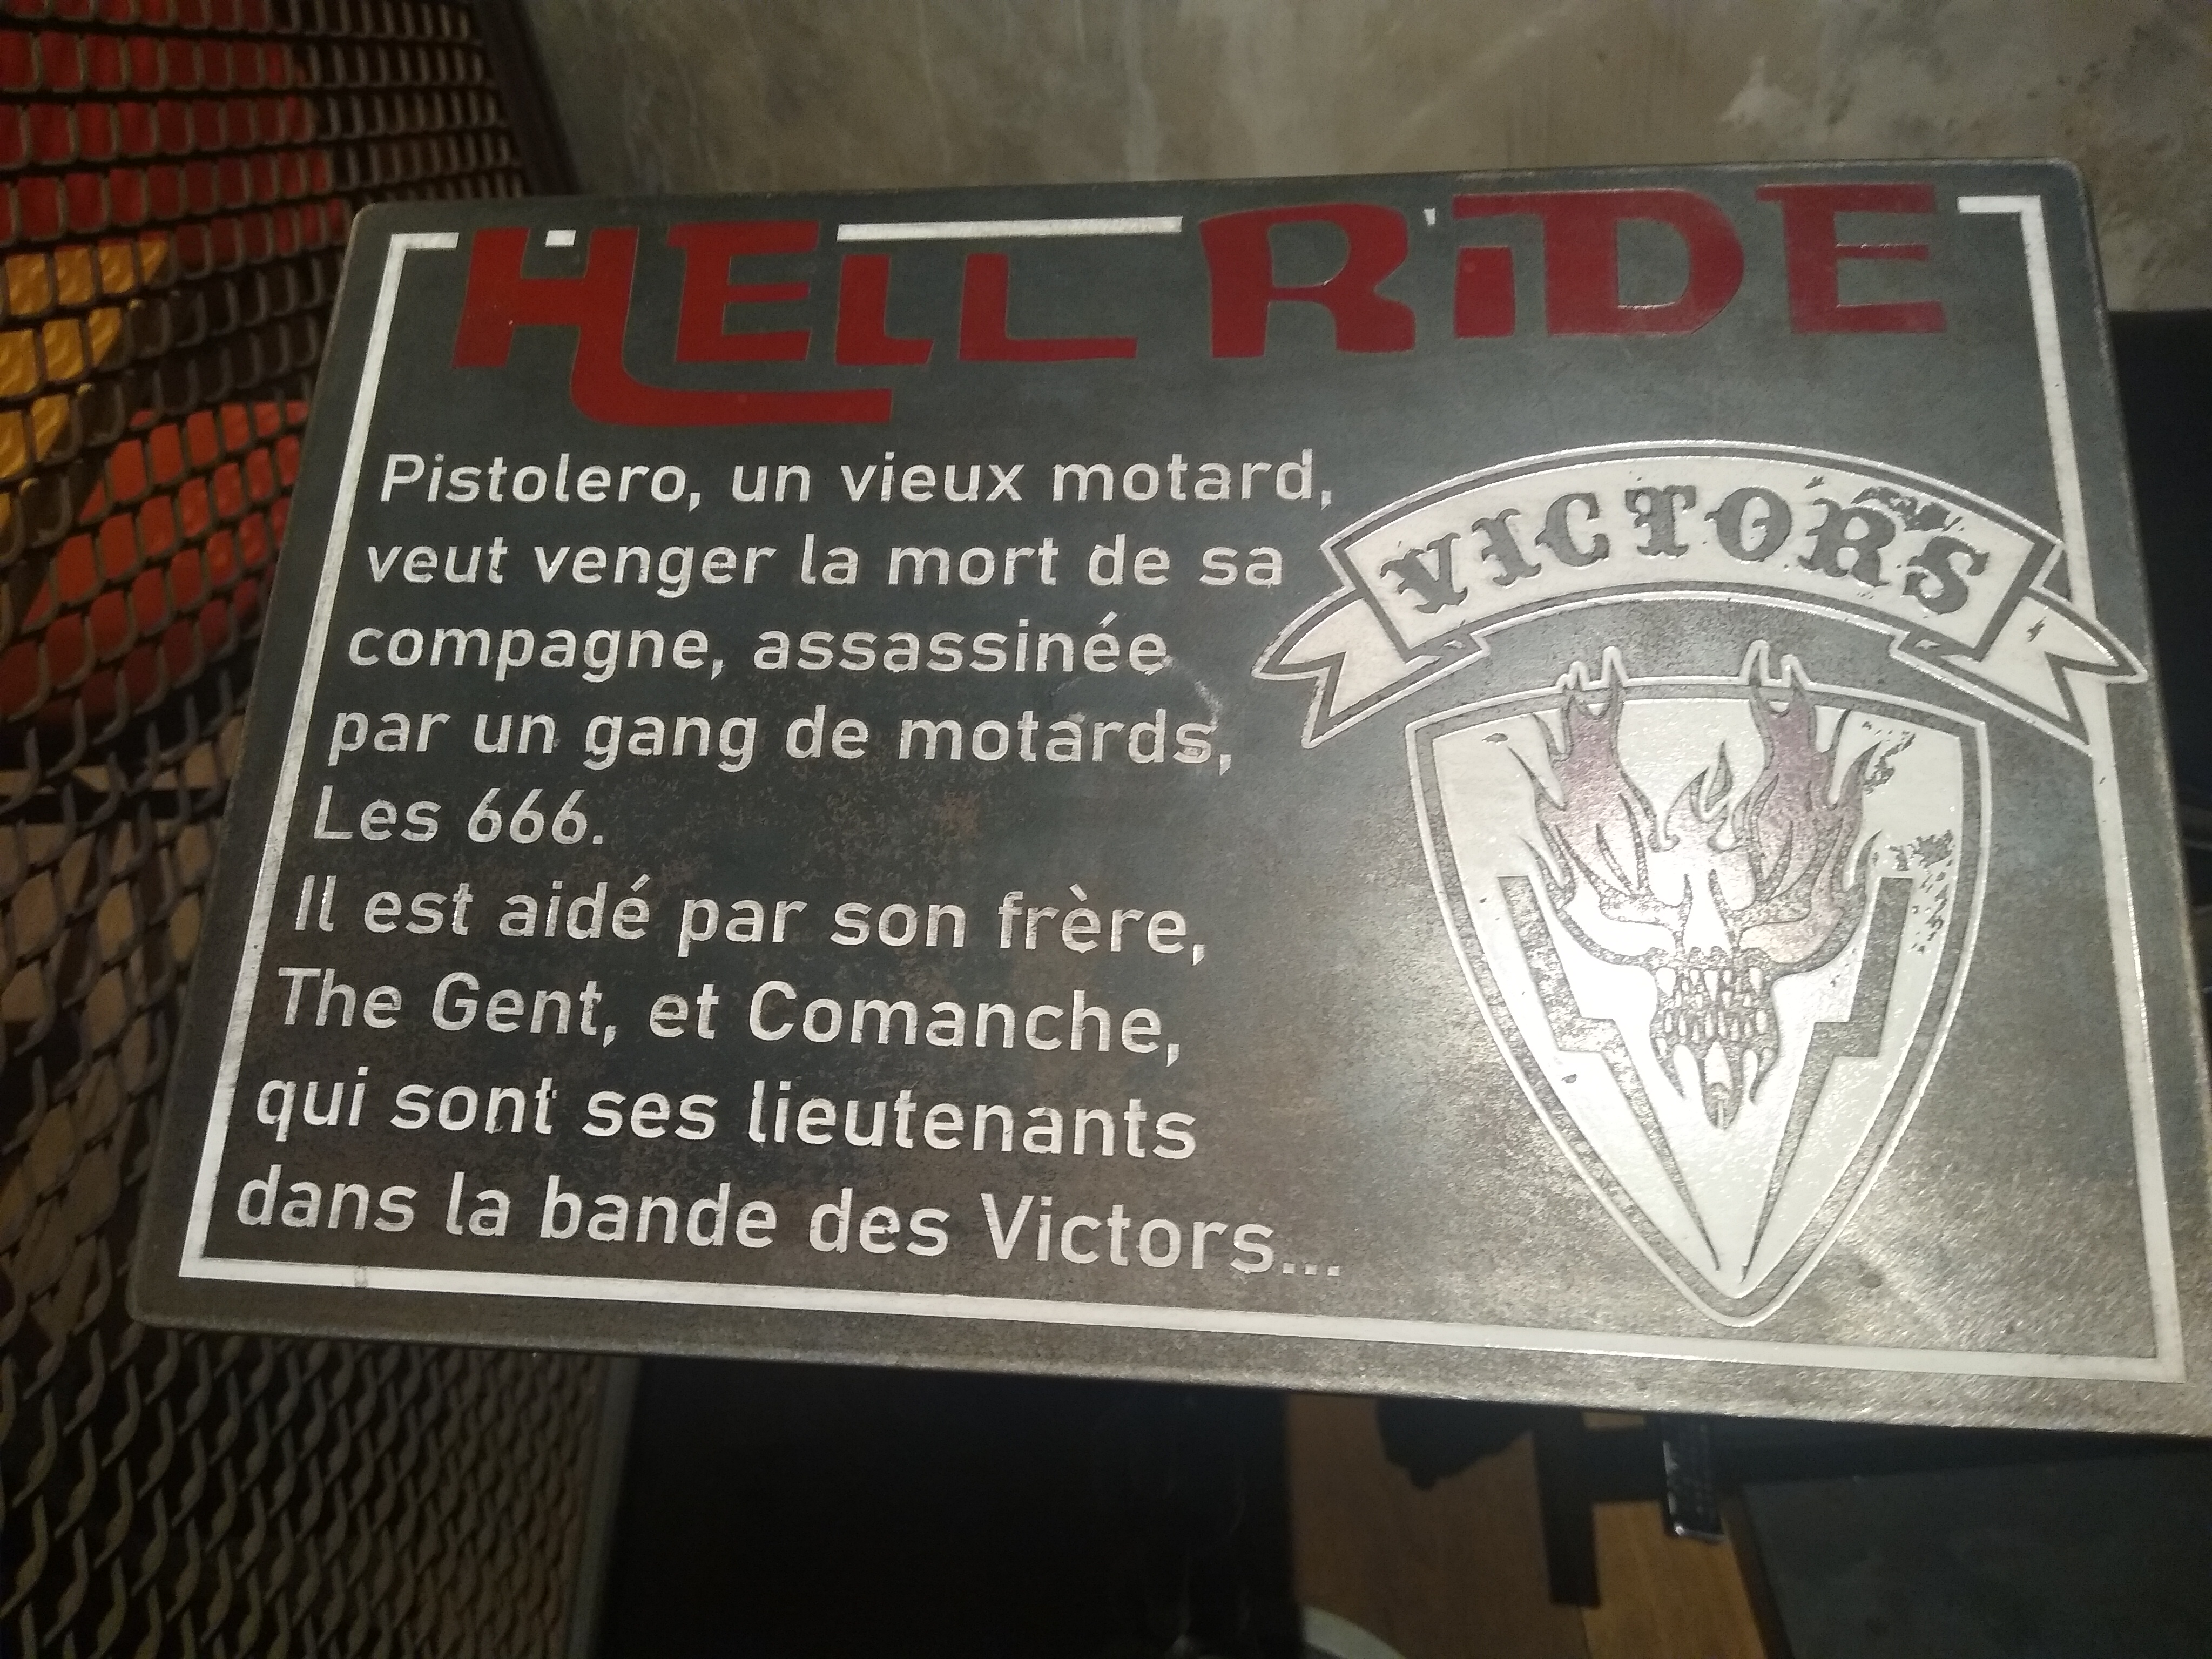 HELL RiDE
Pistolero, un vieux motard,
veut venger la mort de sa
compagne, assassinée
par un gang de motards,
Les 666.
Il est aidé par son frère,
The Gent, et Comanche,
qui sont ses lieutenants
dans la bande des Victors...
VICTORS